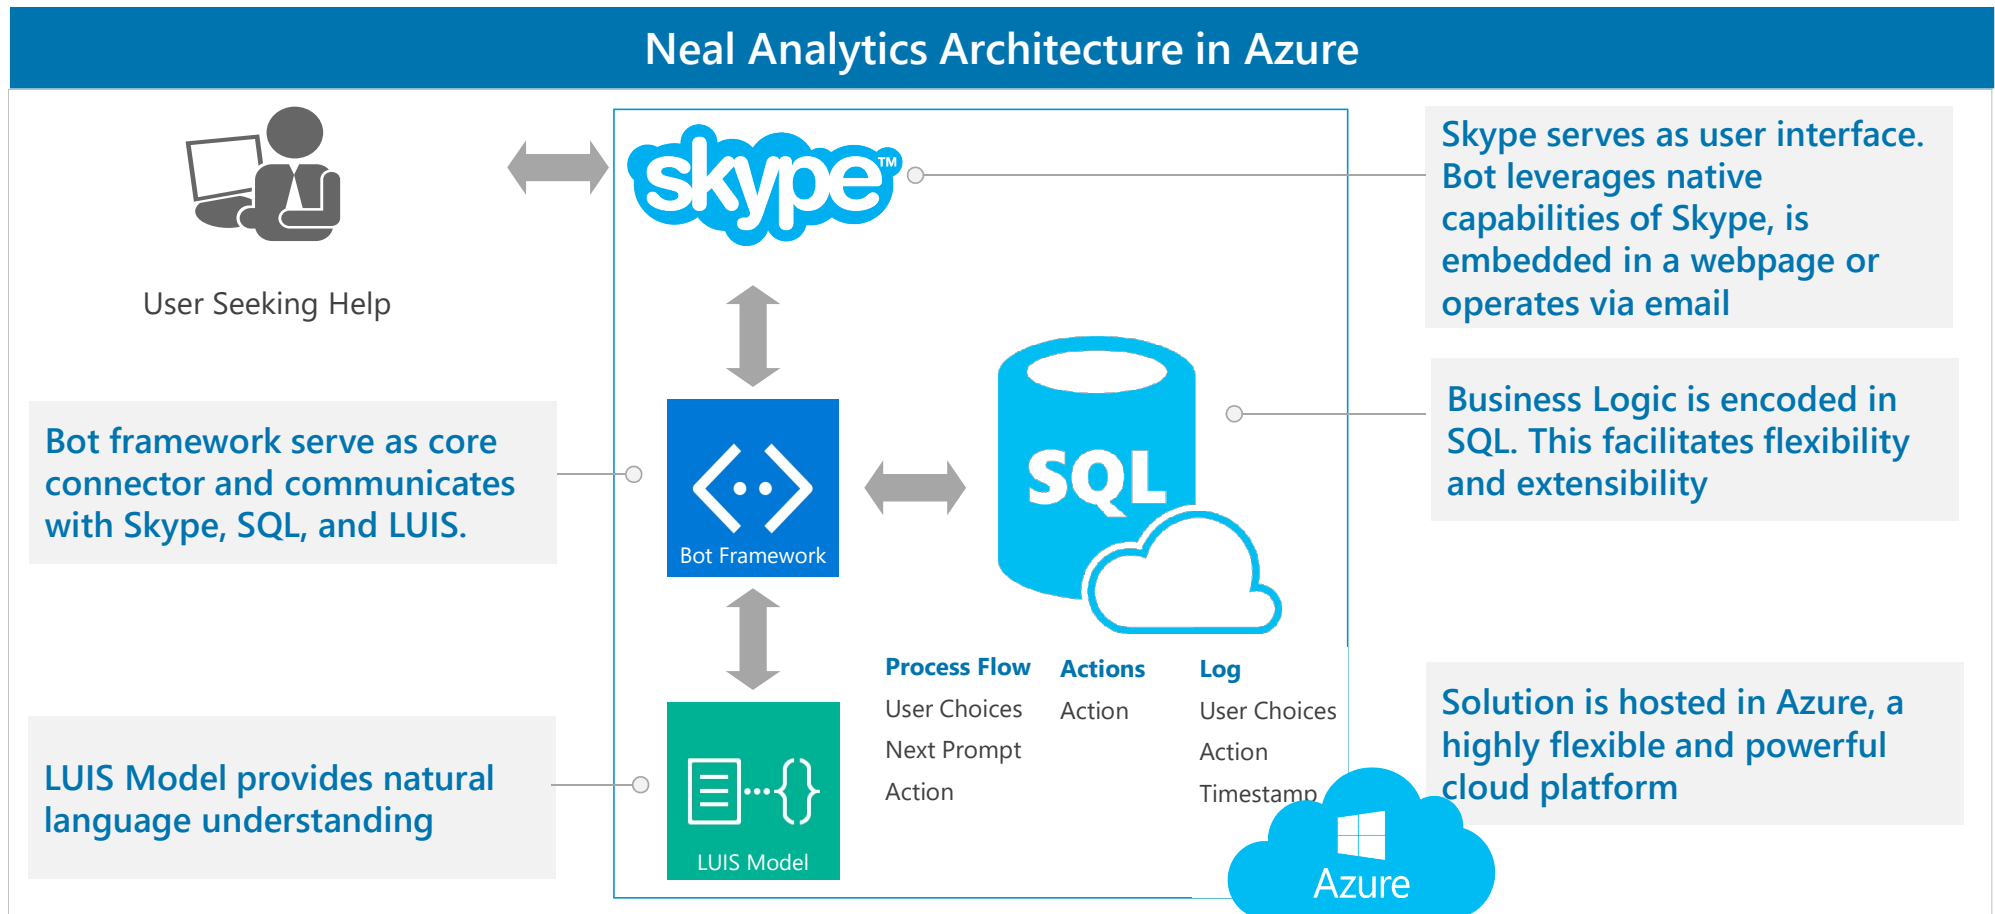 Neal Analytics Architecture in Azure
skype™
User Seeking Help
Skype serves as user interface.
Bot leverages native
capabilities of Skype, is
embedded in a webpage or
operates via email
Bot framework serve as core
connector and communicates
with Skype, SQL, and LUIS.
Bot Framework
SQL
Business Logic is encoded in
SQL. This facilitates flexibility
and extensibility
Process Flow
User Choices
Next Prompt
Action
Actions
Action
Log
User Choices
Action
Timestamp
LUIS Model provides natural
language understanding
LUIS Model
Solution is hosted in Azure, a
highly flexible and powerful
cloud platform
Azure